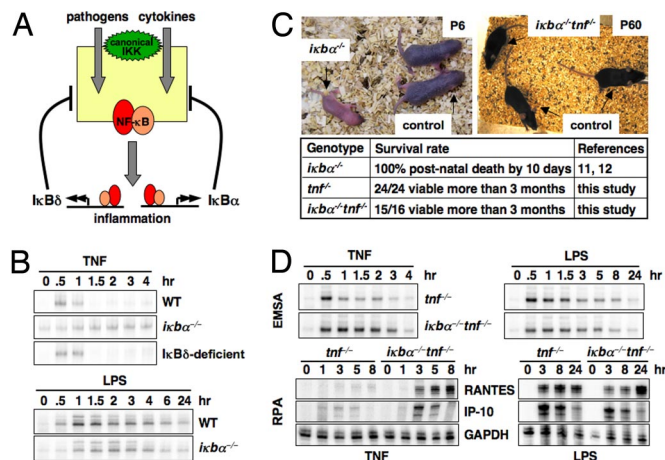 A
pathogens cytokines
canonical
IKK
NF-κB
IκBδ
IκBα
inflammation
B
TNF
0 .5 1 1.5 2 3 4 hr
WT
iκbα-/-
IκBδ-deficient
LPS
0 .5 1 2 3 4 6 24 hr
WT
iκbα-/-
C
iκbα-/-
P6
control
iκbα-/-tnf-/-
P60
control
Genotype Survival rate References
iκbα-/- 100% post-natal death by 10 days 11, 12
tnf-/- 24/24 viable more than 3 months this study
iκbα-/-tnf-/- 15/16 viable more than 3 months this study
D
TNF
0 .5 1 1.5 2 3 4 hr
LPS
0 .5 1 1.5 3 5 8 24 hr
EMSA
tnf-/-
iκbα-/-tnf-/-
tnf-/- iκbα-/-tnf-/-
0 1 3 5 8 0 1 3 5 8 hr
tnf-/- iκbα-/-tnf-/-
0 3 8 24 0 3 8 24 hr
RPA
RANTES
IP-10
GAPDH
TNF
LPS